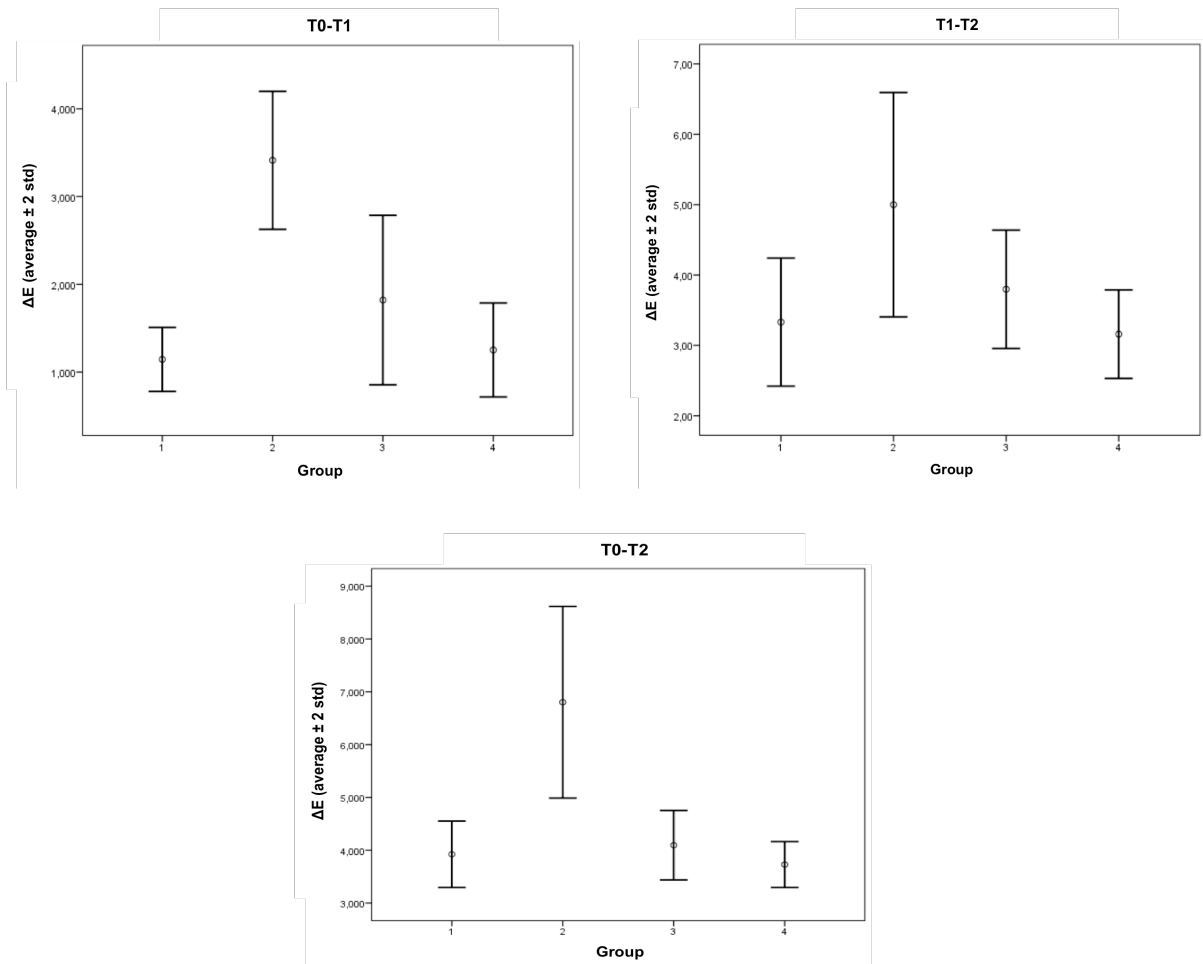 T0-T1
ΔE (average ± 2 std)
4,000
3,000
2,000
1,000
1 2 3 4
Group
T1-T2
ΔE (average ± 2 std)
7,00
6,00
5,00
4,00
3,00
2,00
1 2 3 4
Group
T0-T2
ΔE (average ± 2 std)
9,000
8,000
7,000
6,000
5,000
4,000
3,000
1 2 3 4
Group